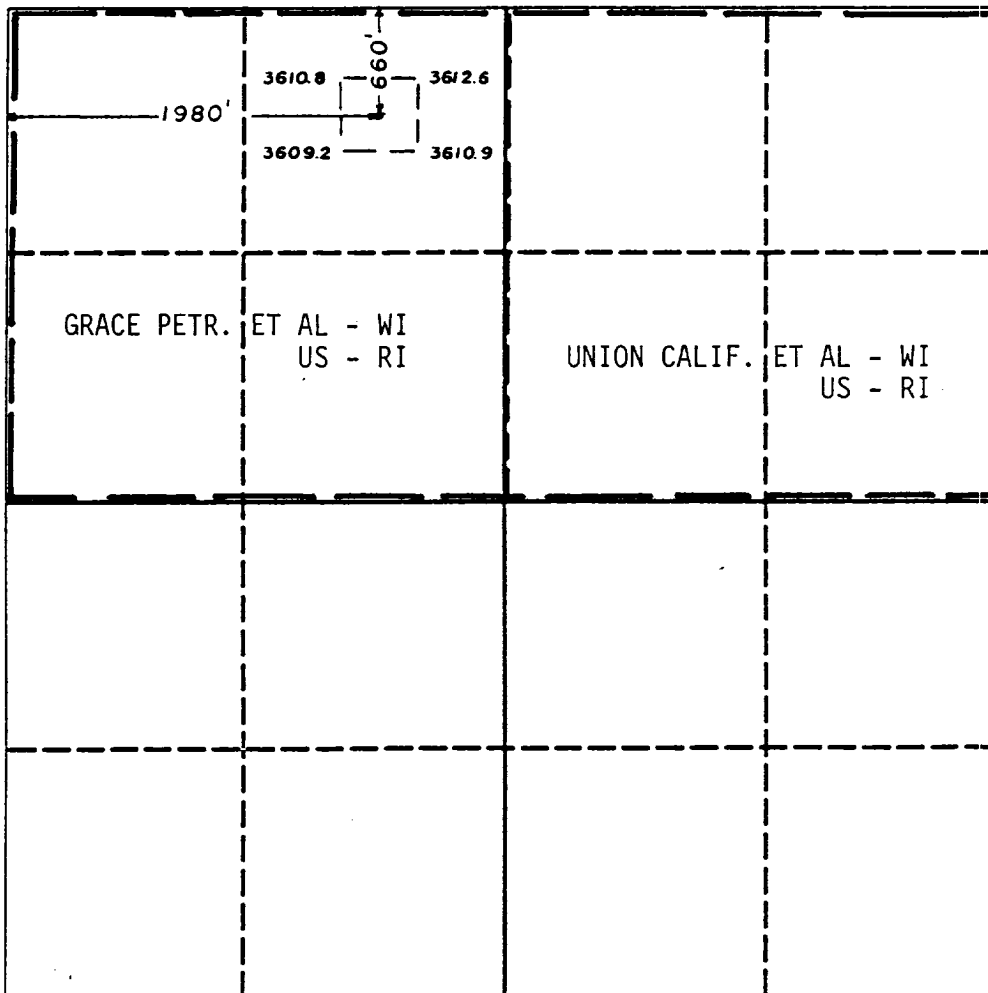 660'
3610.8 3612.6
1980'
3609.2 3610.9
GRACE PETR. ET AL - WI
US - RI
UNION CALIF. ET AL - WI
US - RI